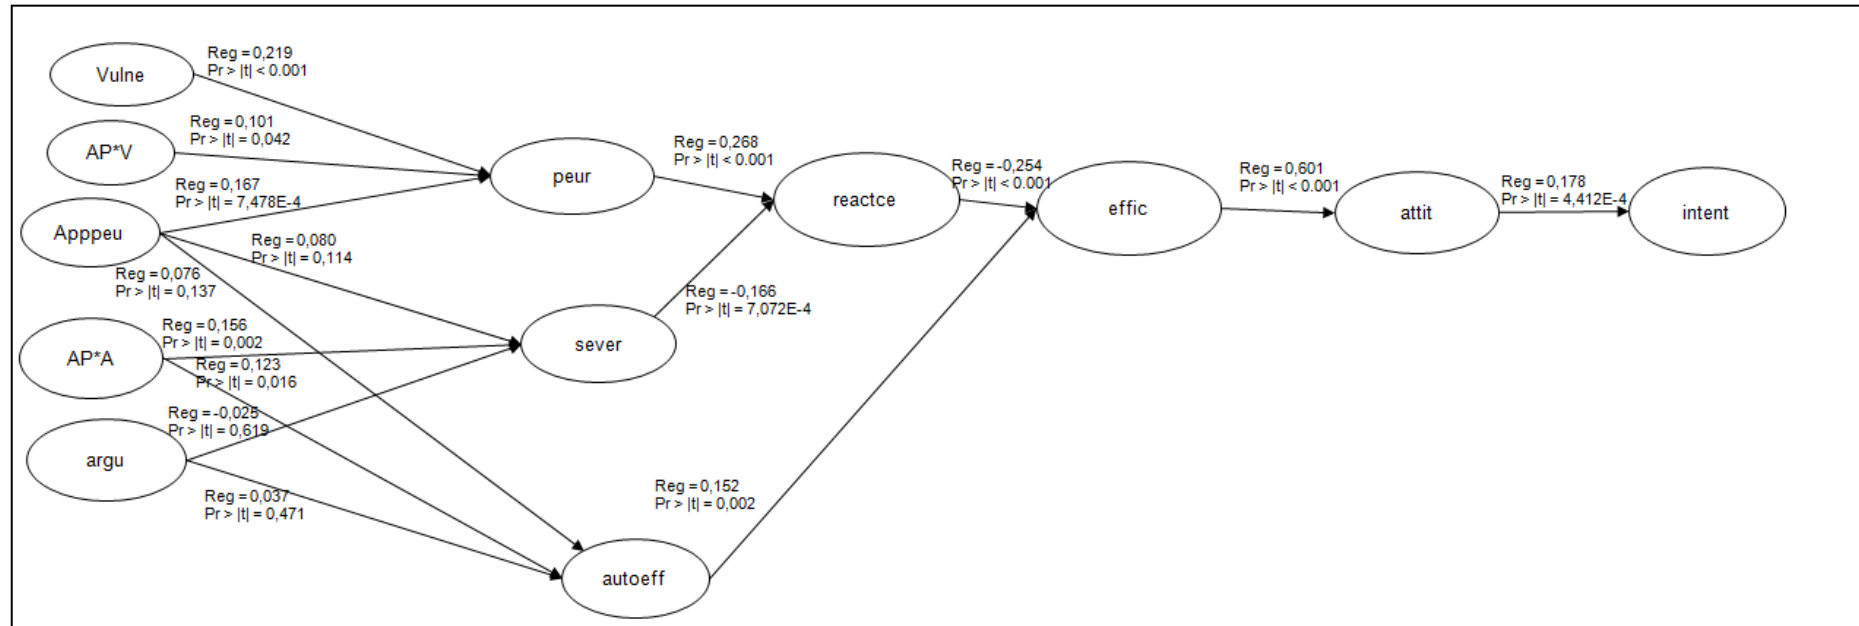 Reg = 0,219
Pr > |t| < 0.001
Vulne
Reg = 0,101
Pr > |t| = 0,042
AP*V
Reg = 0,167
Pr > |t| = 7,478E-4
Apppeu
Reg = 0,080
Pr > |t| = 0,114
Reg = 0,076
Pr > |t| = 0,137
Reg = 0,156
Pr > |t| = 0,002
AP*A
Reg = 0,123
Pr > |t| = 0,016
Reg = -0,025
Pr > |t| = 0,619
argu
Reg = 0,037
Pr > |t| = 0,471
peur
Reg = 0,268
Pr > |t| < 0.001
sever
Reg = -0,166
Pr > |t| = 7,072E-4
autoeff
Reg = 0,152
Pr > |t| = 0,002
reactce
Reg = -0,254
Pr > |t| < 0.001
effic
Reg = 0,601
Pr > |t| < 0.001
attit
Reg = 0,178
Pr > |t| = 4,412E-4
intent